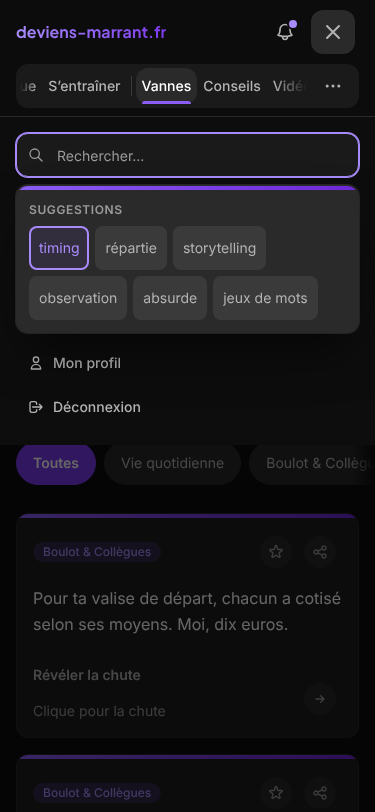 deviens-marrant.fr
ue S'entraîner Vannes Conseils Vidé
Rechercher...
SUGGESTIONS
timing répartie storytelling
observation absurde jeux de mots
Mon profil
Déconnexion
Toutes Vie quotidienne Boulot & Collègu
Boulot & Collègues
Pour ta valise de départ, chacun a cotisé
selon ses moyens. Moi, dix euros.
Révéler la chute
Clique pour la chute
Boulot & Collègues